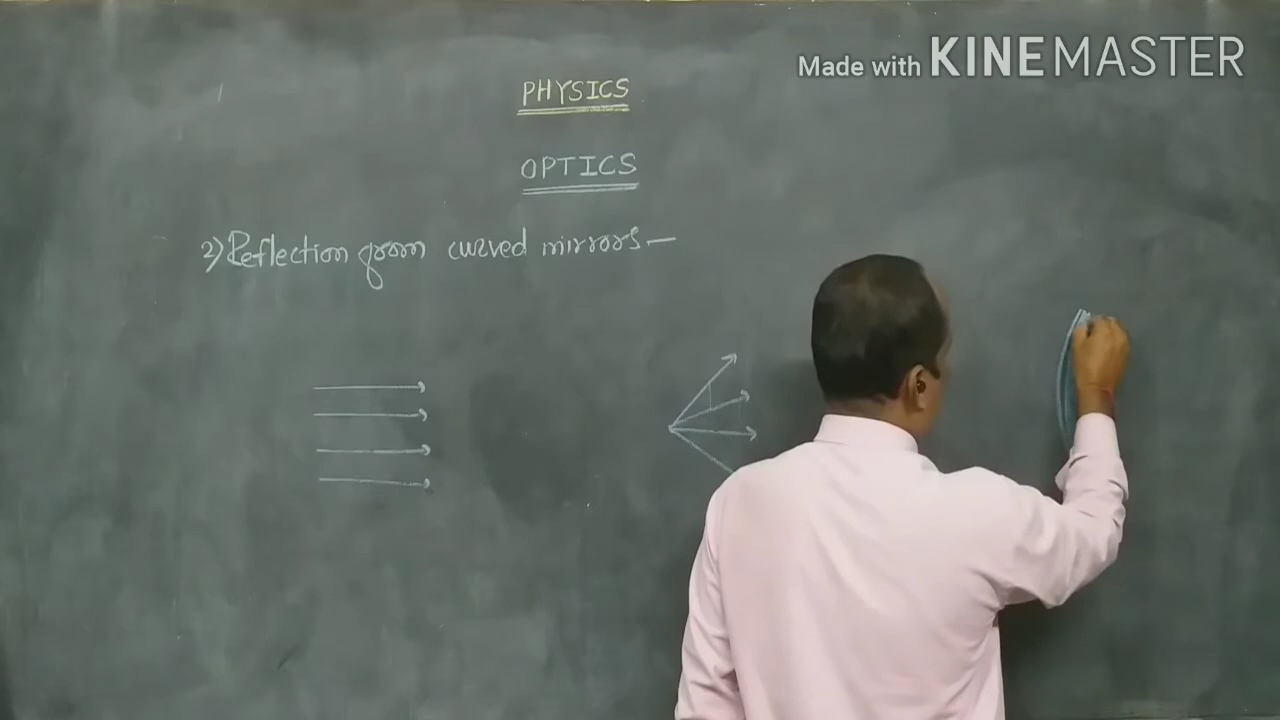 Made with KINEMASTER
PHYSICS
OPTICS
2) Reflection from curved mirrors-